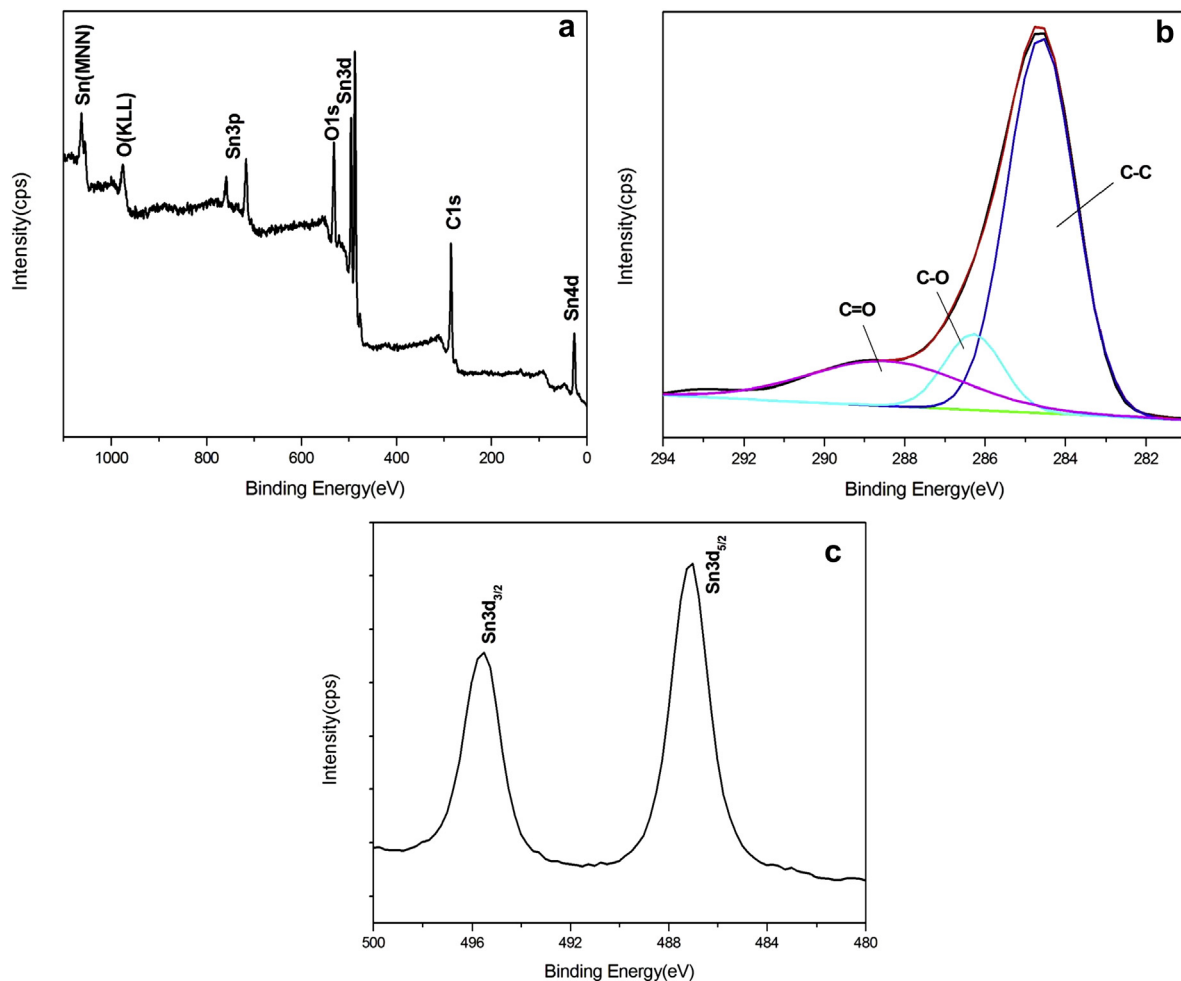 a
Sn(MNN)
O(KLL)
Sn3p
O1s
Sn3d
C1s
Sn4d
Intensity(cps)
1000 800 600 400 200 0
Binding Energy(eV)
b
C-C
C-O
C=O
Intensity(cps)
294 292 290 288 286 284 282
Binding Energy(eV)
c
Sn3d3/2
Sn3d5/2
Intensity(cps)
500 496 492 488 484 480
Binding Energy(eV)